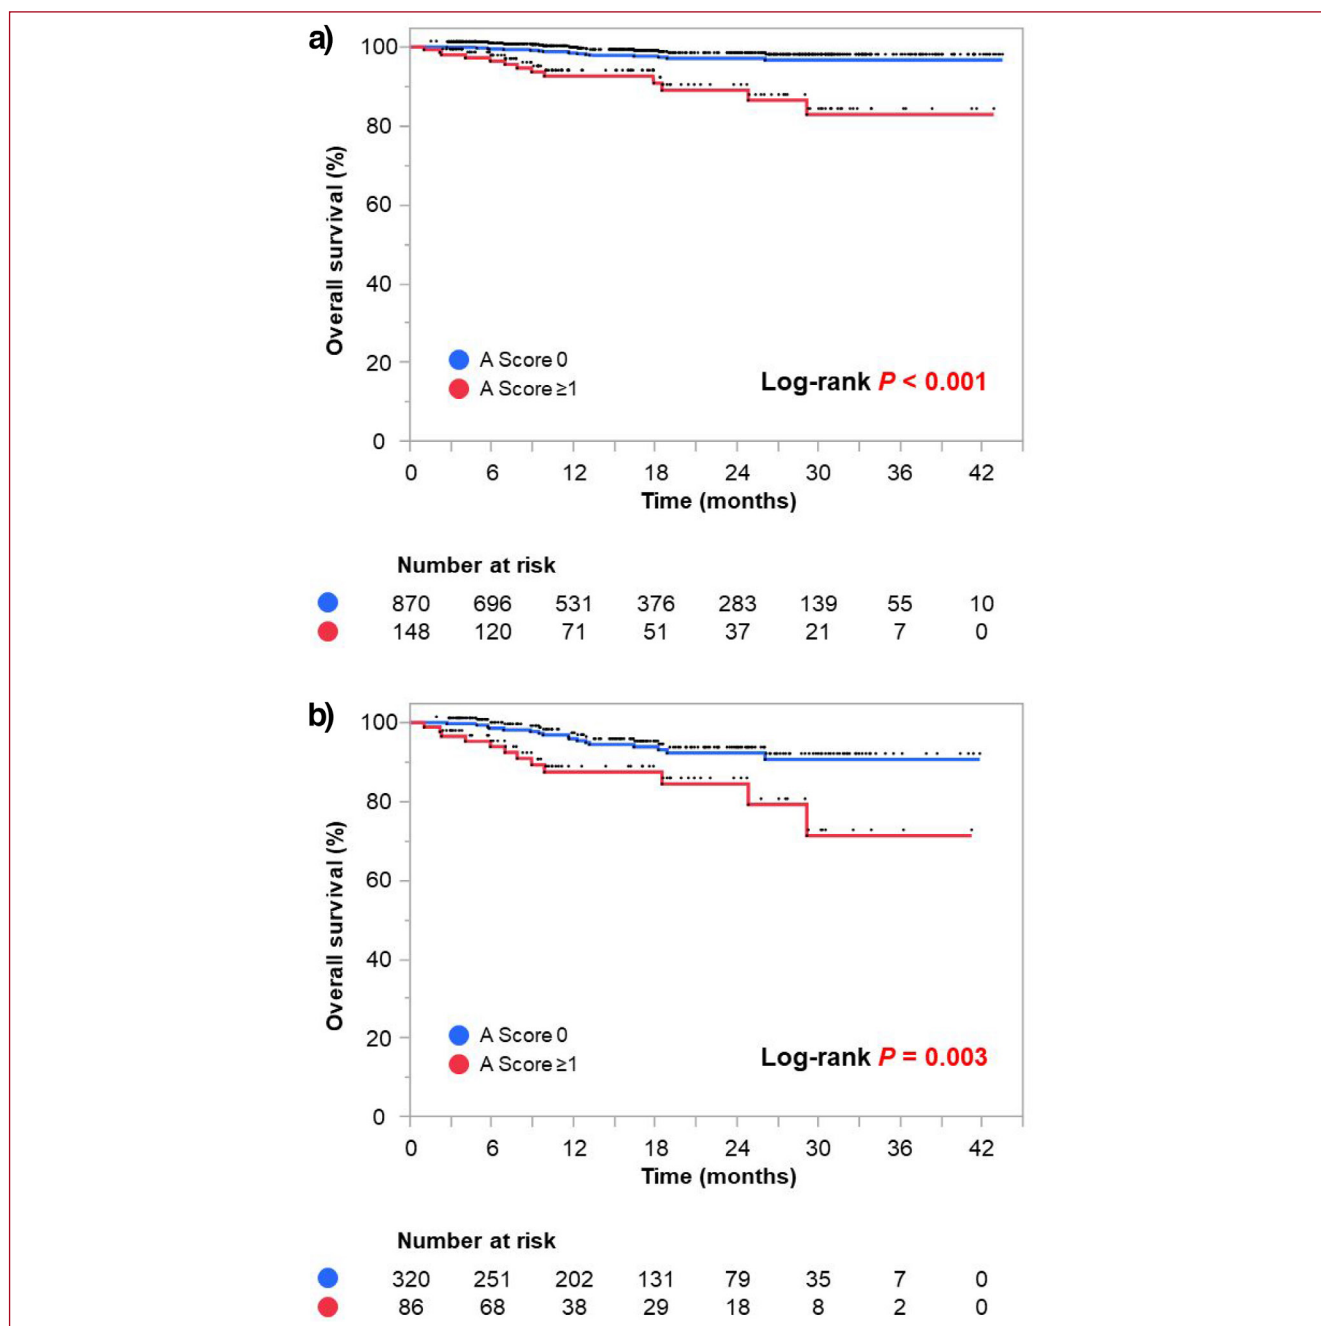 a)
100
80
60
40
20
0
Overall survival (%)
A Score 0
A Score ≥1
Log-rank P < 0.001
0 6 12 18 24 30 36 42
Time (months)
Number at risk
870 696 531 376 283 139 55 10
148 120 71 51 37 21 7 0
b)
100
80
60
40
20
0
Overall survival (%)
A Score 0
A Score ≥1
Log-rank P = 0.003
0 6 12 18 24 30 36 42
Time (months)
Number at risk
320 251 202 131 79 35 7 0
86 68 38 29 18 8 2 0